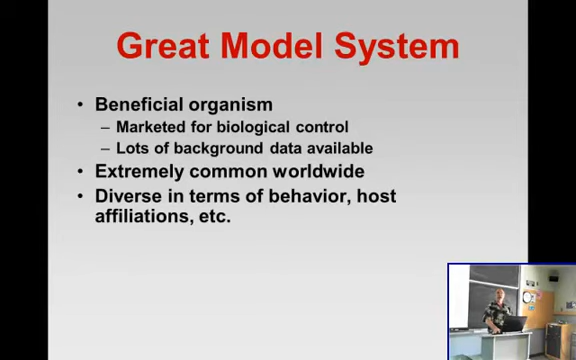 Great Model System
• Beneficial organism
– Marketed for biological control
– Lots of background data available
• Extremely common worldwide
• Diverse in terms of behavior, host
affiliations, etc.